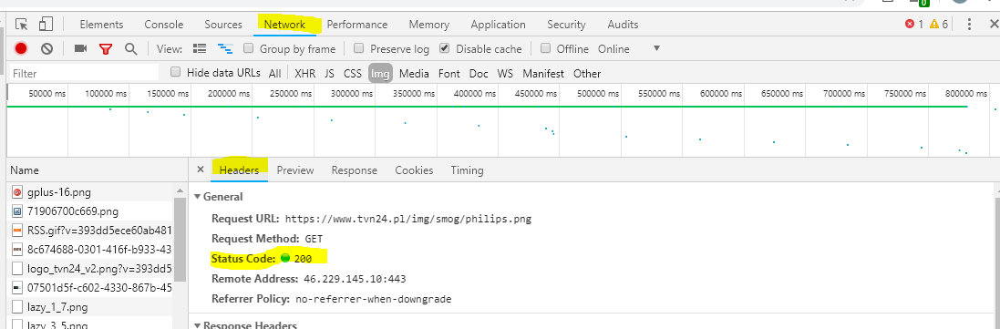 0
Elements Console Sources Network Performance Memory Application Security Audits 1 6
View: Group by frame Preserve log Disable cache Offline Online
Filter Hide data URLs All XHR JS CSS Img Media Font Doc WS Manifest Other
50000 ms 100000 ms 150000 ms 200000 ms 250000 ms 300000 ms 350000 ms 400000 ms 450000 ms 500000 ms 550000 ms 600000 ms 650000 ms 700000 ms 750000 ms 800000 ms
Name
Headers Preview Response Cookies Timing
gplus-16.png
71906700c669.png
RSS.gif?v=393dd5ece60ab481
8c674688-0301-416f-b933-43
logo_tvn24_v2.png?v=393dd5
07501d5f-c602-4330-867b-45
lazy_1_7.png
lazy_3_5.png
General
Request URL: https://www.tvn24.pl/img/smog/philips.png
Request Method: GET
Status Code: 200
Remote Address: 46.229.145.10:443
Referrer Policy: no-referrer-when-downgrade
Response Headers